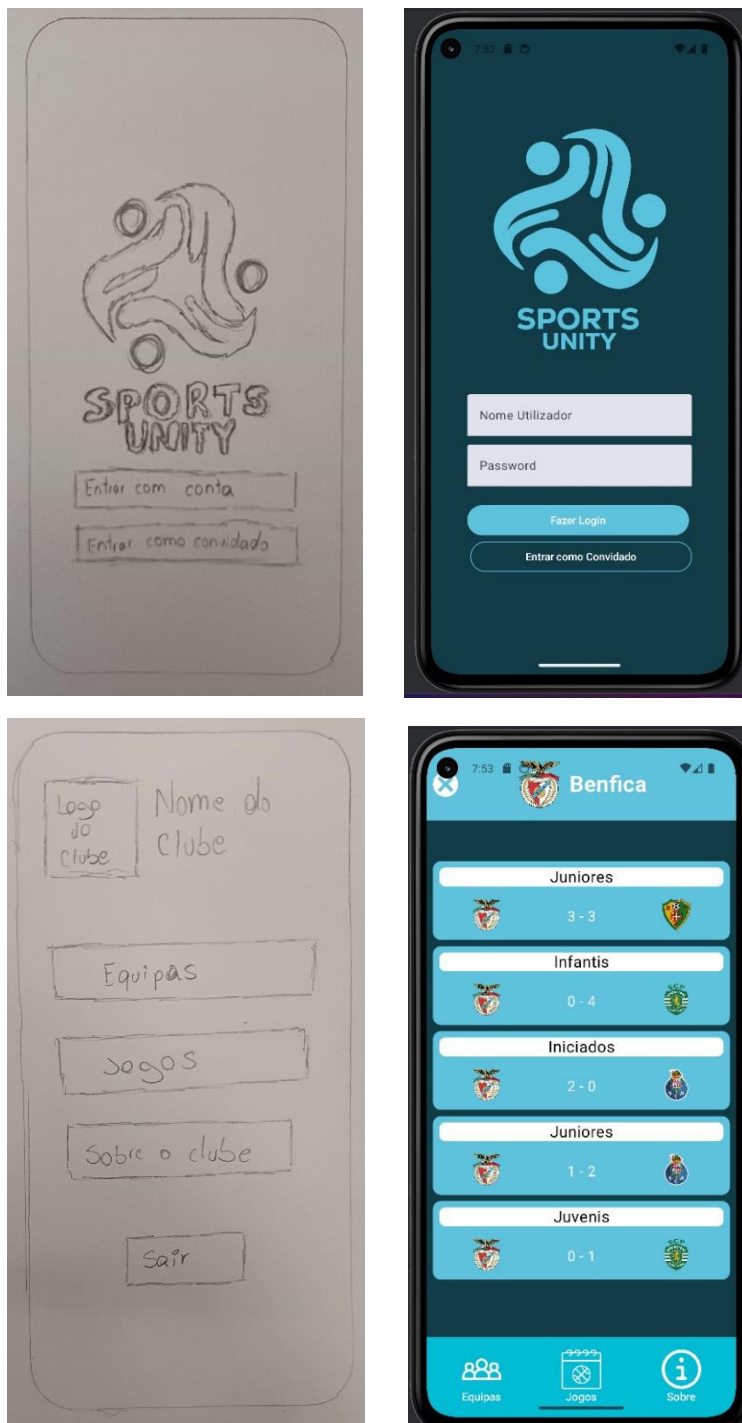 SPORTS
UNITY
Entrar com conta
Entrar como convidado
7:52
SPORTS
UNITY
Nome Utilizador
Password
Fazer Login
Entrar como Convidado
Logo
do
Clube
Nome do
Clube
Equipas
Jogos
Sobre o clube
Sair
7:53
Benfica
Juniores
3 - 3
Infantis
0 - 4
SCP
Iniciados
2 - 0
Juniores
1 - 2
Juvenis
0 - 1
SCP
Equipas
Jogos
Sobre